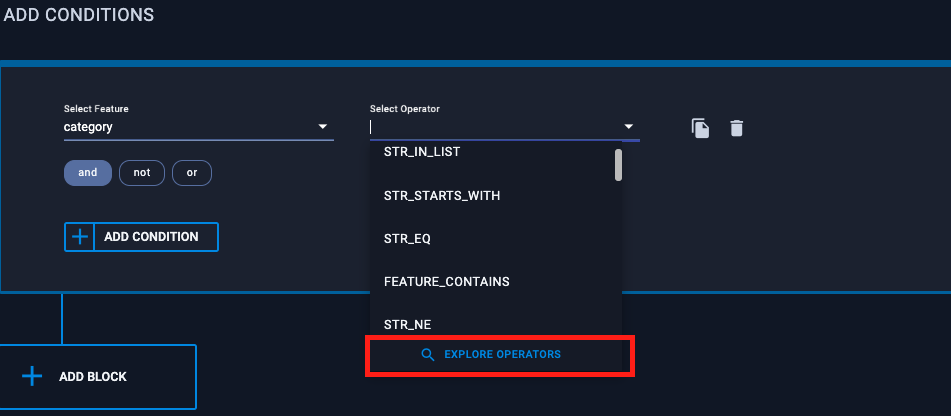 ADD CONDITIONS
Select Feature
Select Operator
category
and
not
or
ADD CONDITION
STR_IN_LIST
STR_STARTS_WITH
STR_EQ
FEATURE_CONTAINS
STR_NE
EXPLORE OPERATORS
ADD BLOCK